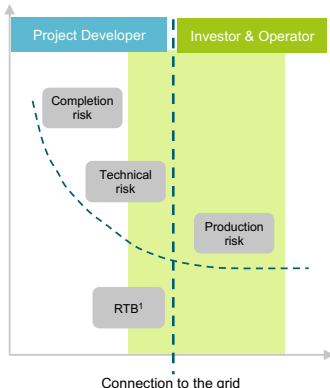 Project Developer
Investor & Operator
Completion
risk
Technical
risk
Production
risk
RTB¹
Connection to the grid